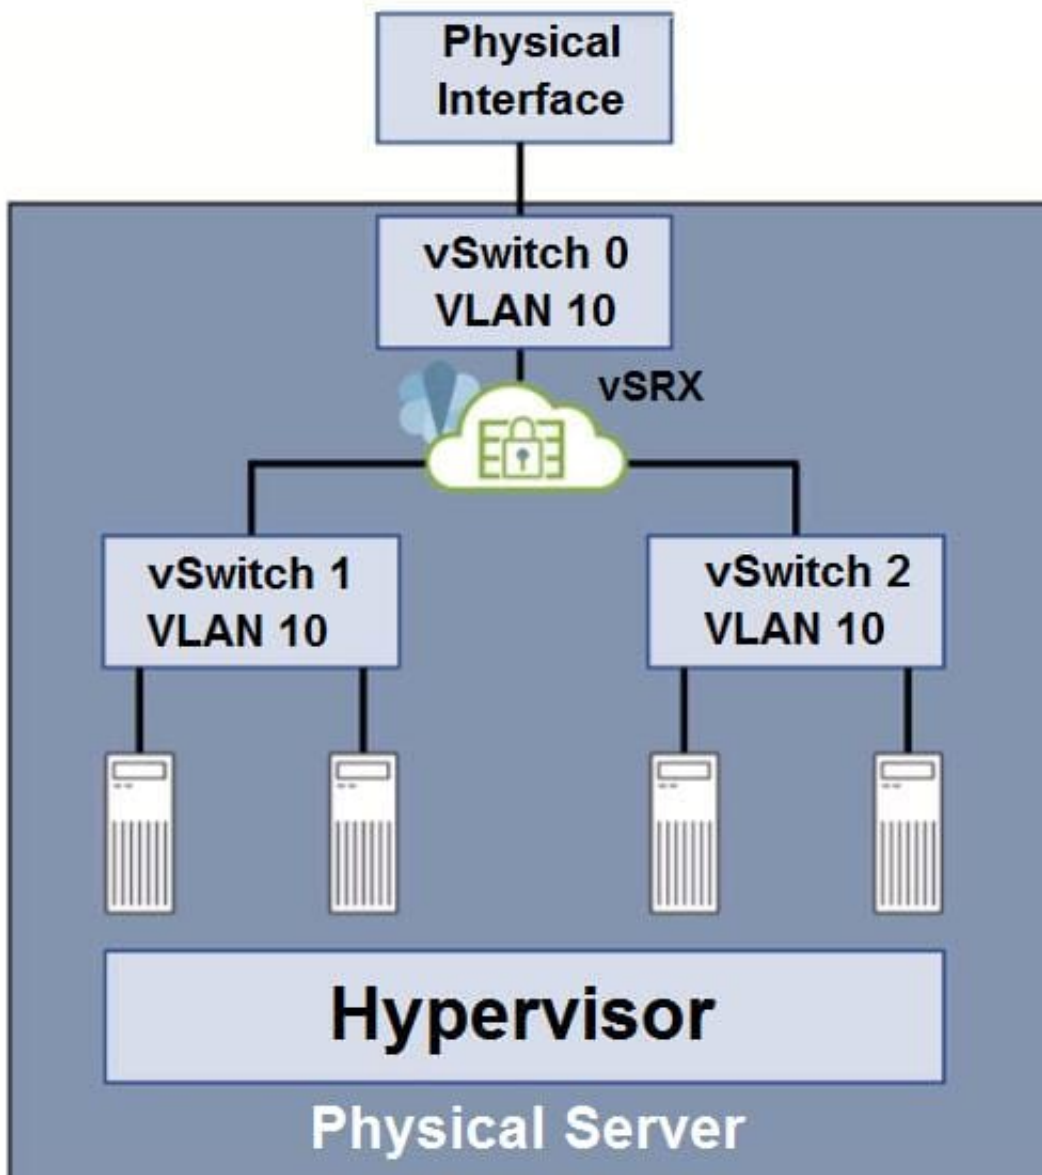 Physical
Interface
vSwitch 0
VLAN 10
vSRX
vSwitch 1
VLAN 10
vSwitch 2
VLAN 10
Hypervisor
Physical Server